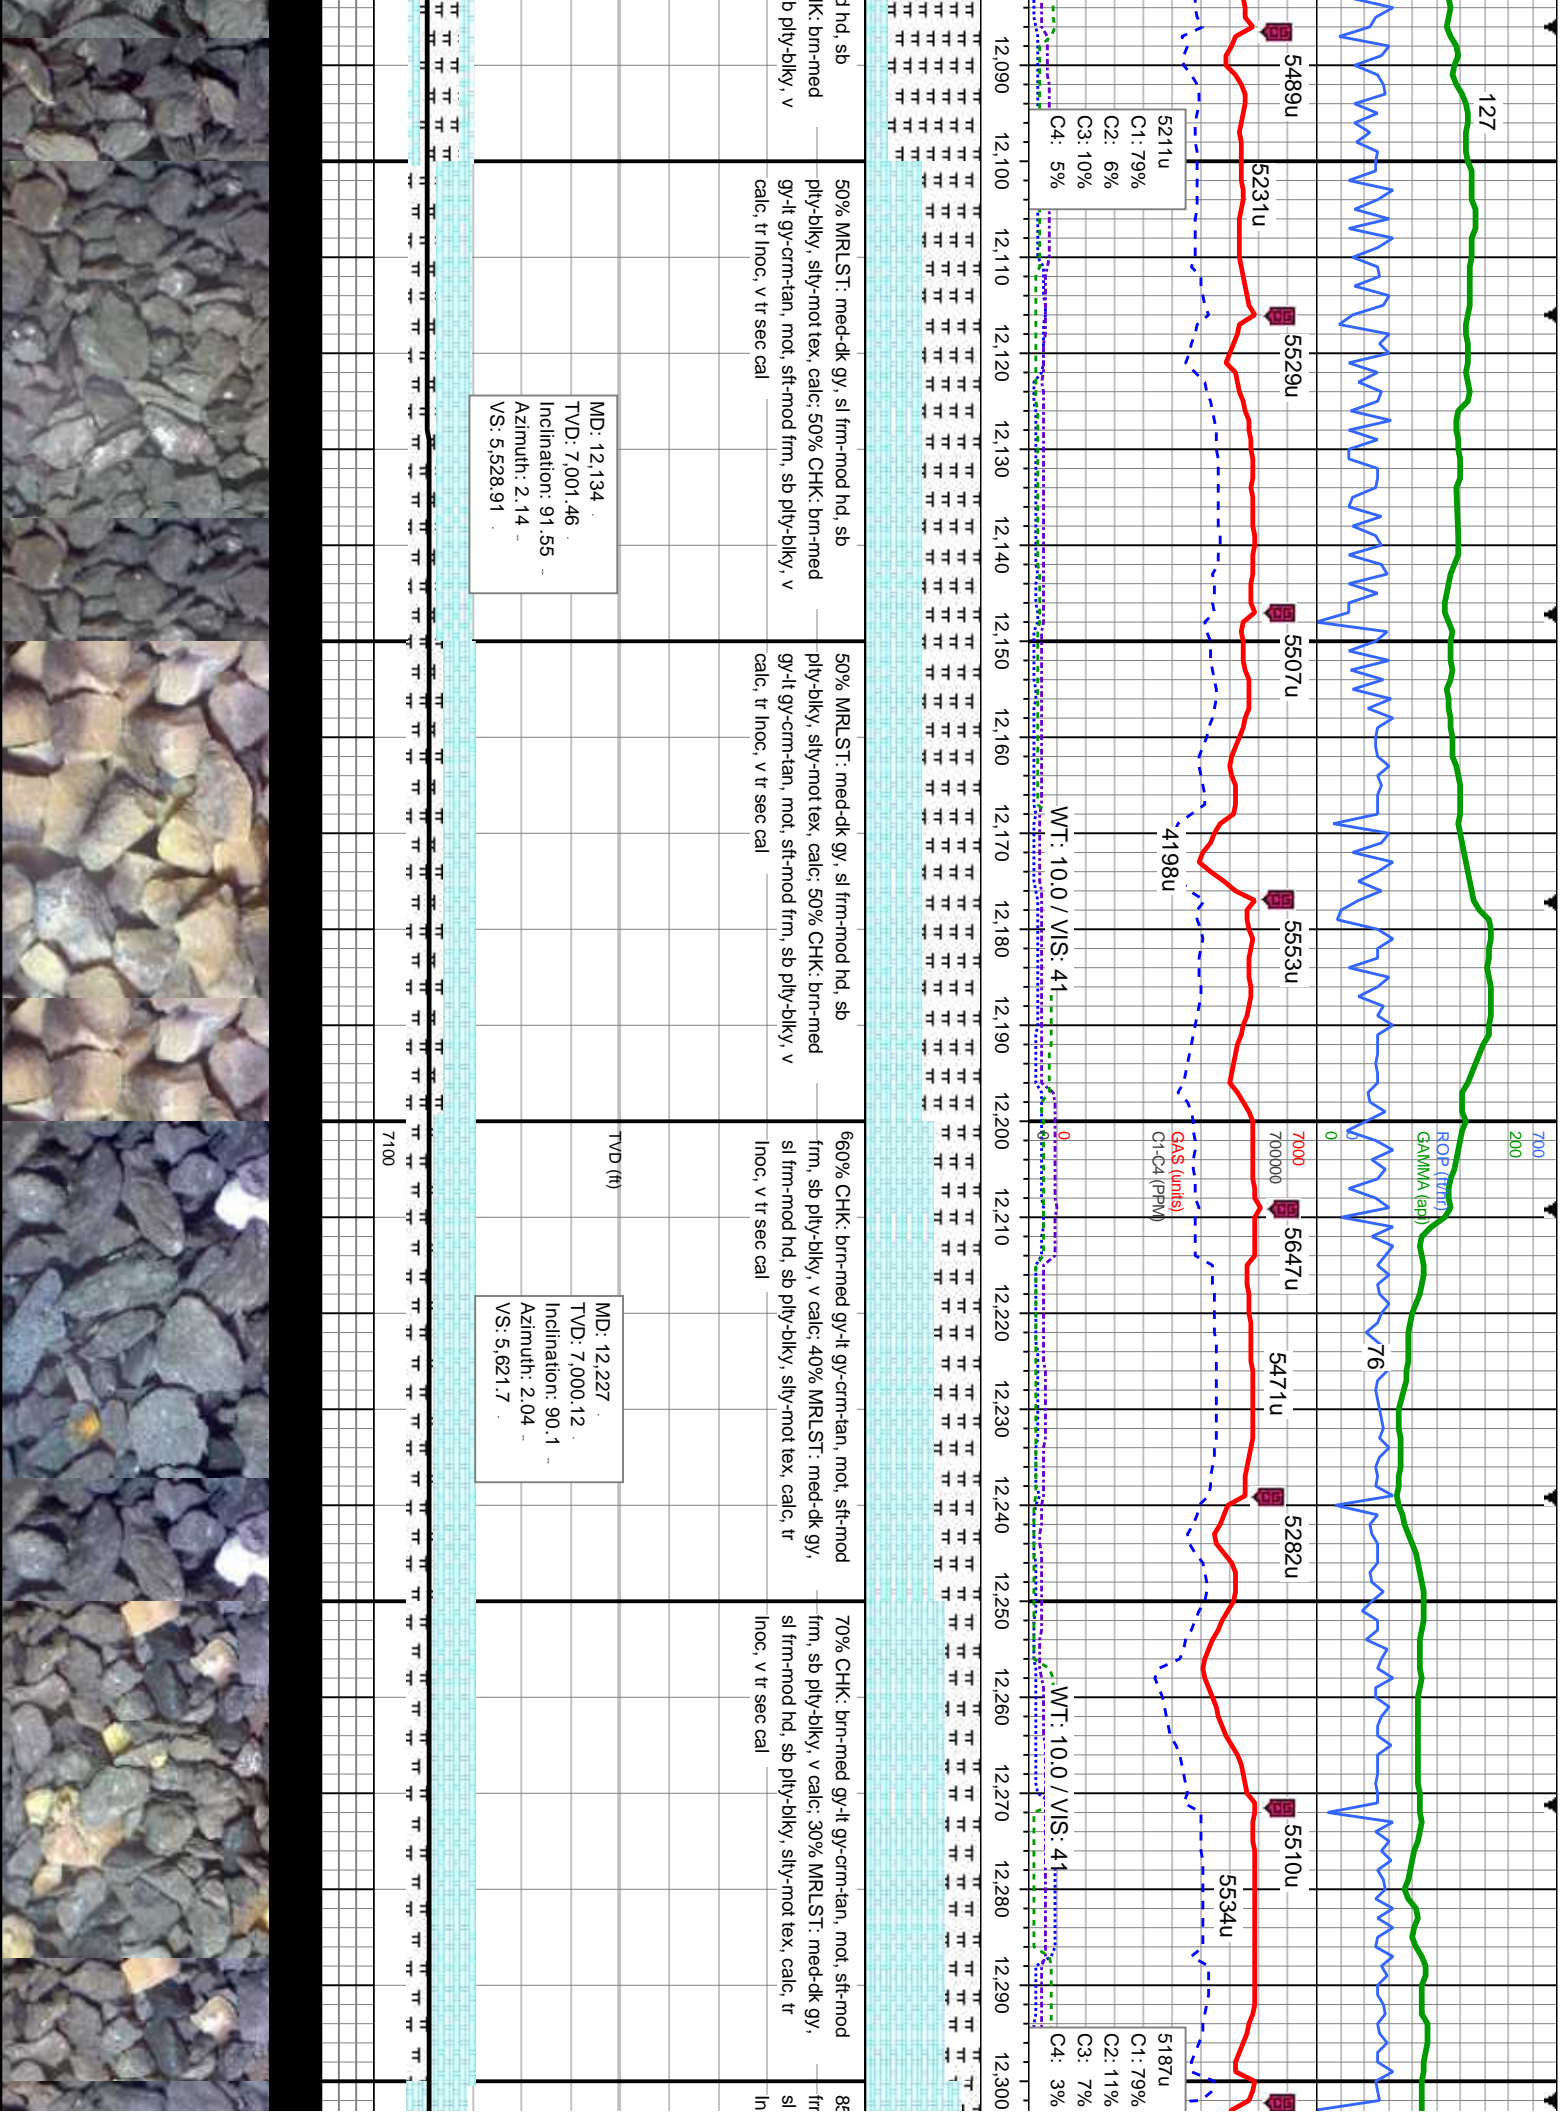 127
5489u
5529u
5507u
5553u
5647u
5282u
5510u
5231u
4198u
5471u
5534u
76
700
200
ROP (ft/hr)
GAMMA (api)
0
0
7000
700000
GAS (units)
C1-C4 (PPM)
0
0
5211u
C1: 79%
C2: 6%
C3: 10%
C4: 5%
WT: 10.0 / VIS: 41
WT: 10.0 / VIS: 41
5187u
C1: 79%
C2: 11%
C3: 7%
C4: 3%
12,090
12,100
12,110
12,120
12,130
12,140
12,150
12,160
12,170
12,180
12,190
12,200
12,210
12,220
12,230
12,240
12,250
12,260
12,270
12,280
12,290
12,300
d hd, sb
IK: brn-med
b plty-blky, v
50% MRLST: med-dk gy, sl frm-mod hd, sb
plty-blky, slty-mot tex, calc; 50% CHK: brn-med
gy-lt gy-crm-tan, mot, sft-mod frm, sb plty-blky, v
calc, tr Inoc, v tr sec cal
50% MRLST: med-dk gy, sl frm-mod hd, sb
plty-blky, slty-mot tex, calc; 50% CHK: brn-med
gy-lt gy-crm-tan, mot, sft-mod frm, sb plty-blky, v
calc, tr Inoc, v tr sec cal
660% CHK: brn-med gy-lt gy-crm-tan, mot, sft-mod
frm, sb plty-blky, v calc; 40% MRLST: med-dk gy,
sl frm-mod hd, sb plty-blky, slty-mot tex, calc, tr
Inoc, v tr sec cal
70% CHK: brn-med gy-lt gy-crm-tan, mot, sft-mod
frm, sb plty-blky, v calc; 30% MRLST: med-dk gy,
sl frm-mod hd, sb plty-blky, slty-mot tex, calc, tr
Inoc, v tr sec cal
85
frr
sl
In
MD: 12,134
TVD: 7,001.46
Inclination: 91.55
Azimuth: 2.14
VS: 5,528.91
TVD (ft)
7100
MD: 12,227
TVD: 7,000.12
Inclination: 90.1
Azimuth: 2.04
VS: 5,621.7